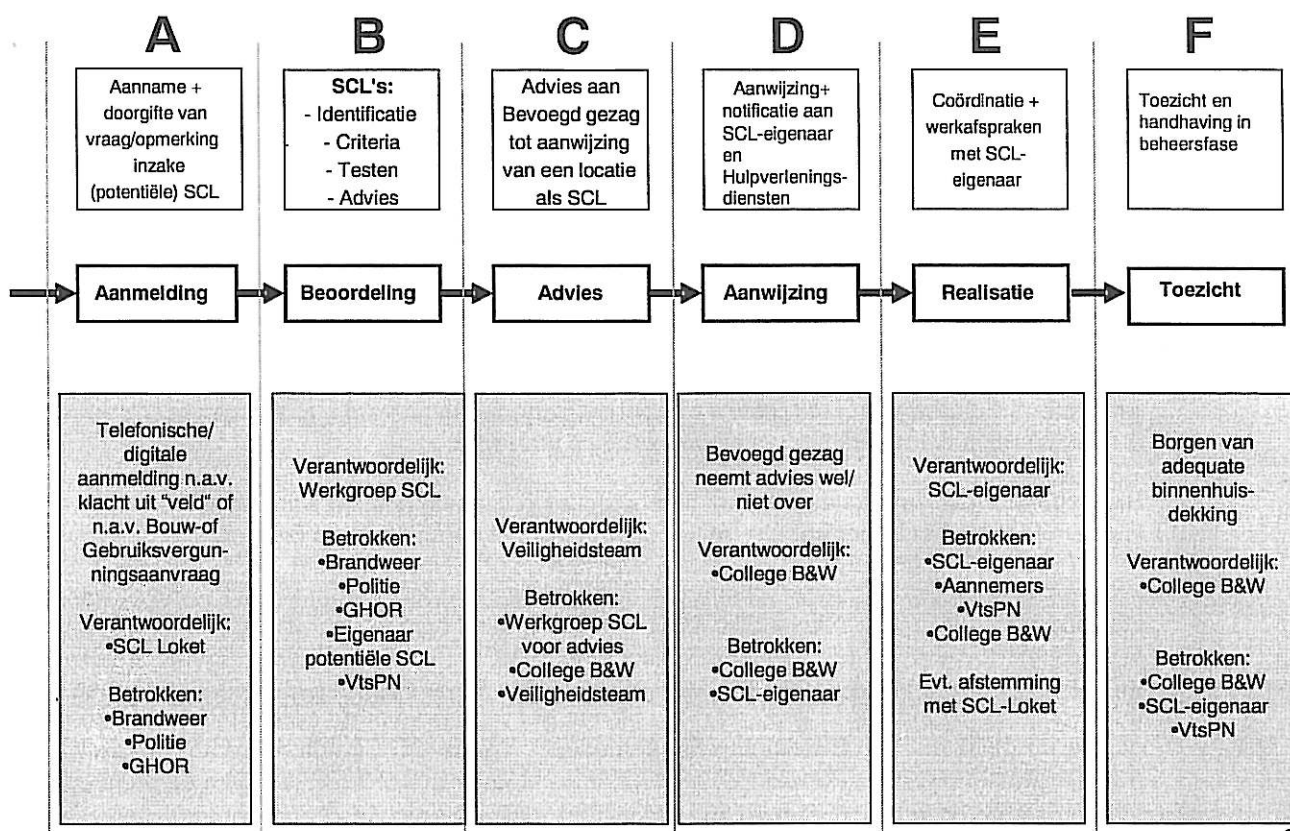 A
Aanname +
doorgifte van
vraag/opmerking
inzake
(potentiële) SCL
Aanmelding
Telefonische/
digitale
aanmelding n.a.v.
klacht uit "veld" of
n.a.v. Bouw-of
Gebruiksvergun-
ningsaanvraag
Verantwoordelijk:
•SCL Loket
Betrokken:
•Brandweer
•Politie
•GHOR
B
SCL's:
- Identificatie
- Criteria
- Testen
- Advies
Beoordeling
Verantwoordelijk:
Werkgroep SCL
Betrokken:
•Brandweer
•Politie
•GHOR
•Eigenaar
potentiële SCL
•VtsPN
C
Advies aan
Bevoegd gezag
tot aanwijzing
van een locatie
als SCL
Advies
Verantwoordelijk:
Veiligheidsteam
Betrokken:
•Werkgroep SCL
voor advies
•College B&W
•Veiligheidsteam
D
Aanwijzing+
notificatie aan
SCL-eigenaar
en
Hulpverlenings-
diensten
Aanwijzing
Bevoegd gezag
neemt advies wel/
niet over
Verantwoordelijk:
•College B&W
Betrokken:
•College B&W
•SCL-eigenaar
E
Coördinatie +
werkafspraken
met SCL-
eigenaar
Realisatie
Verantwoordelijk:
SCL-eigenaar
Betrokken:
•SCL-eigenaar
•Aannemers
•VtsPN
•College B&W
Evt. afstemming
met SCL-Loket
F
Toezicht en
handhaving in
beheersfase
Toezicht
Borgen van
adequate
binnenhuis-
dekking
Verantwoordelijk:
•College B&W
Betrokken:
•College B&W
•SCL-eigenaar
•VtsPN